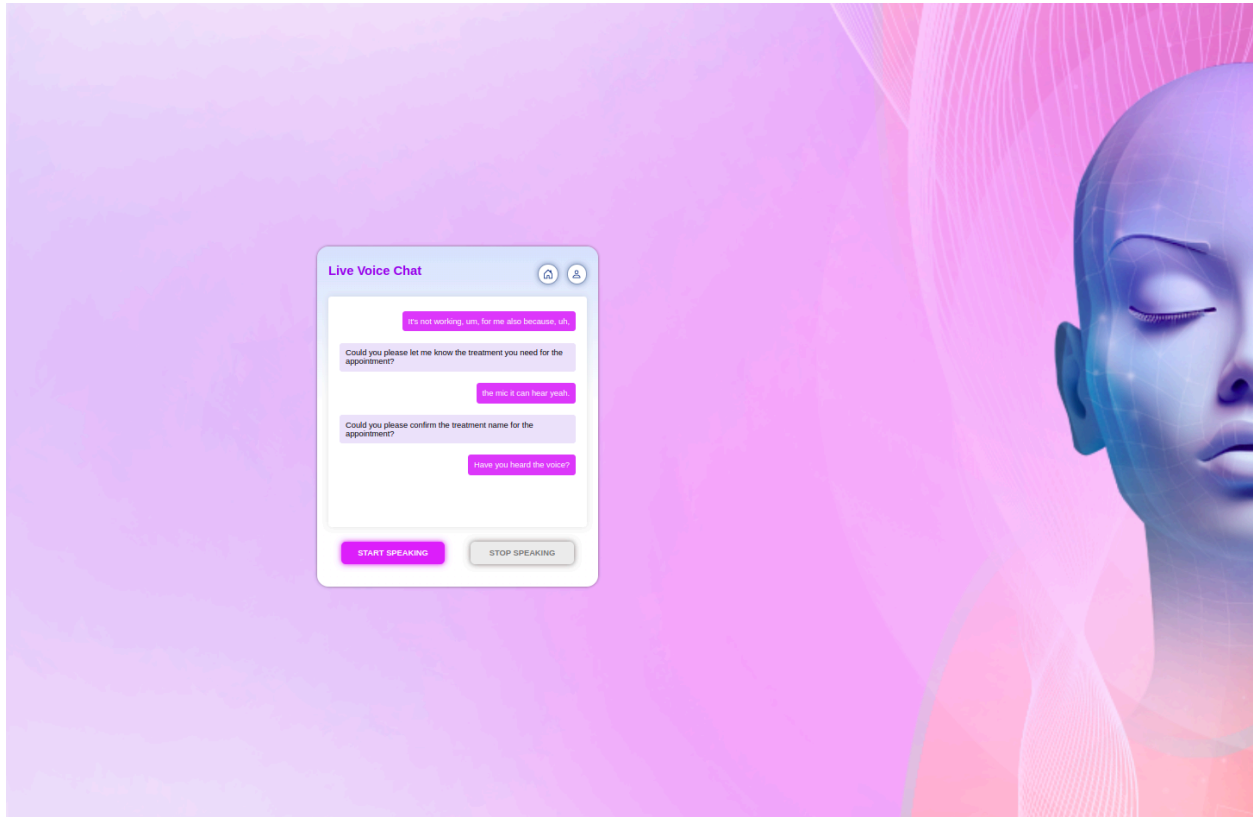 Live Voice Chat
It's not working, um, for me also because, uh,
Could you please let me know the treatment you need for the
appointment?
the mic it can hear yeah.
Could you please confirm the treatment name for the
appointment?
Have you heard the voice?
START SPEAKING
STOP SPEAKING